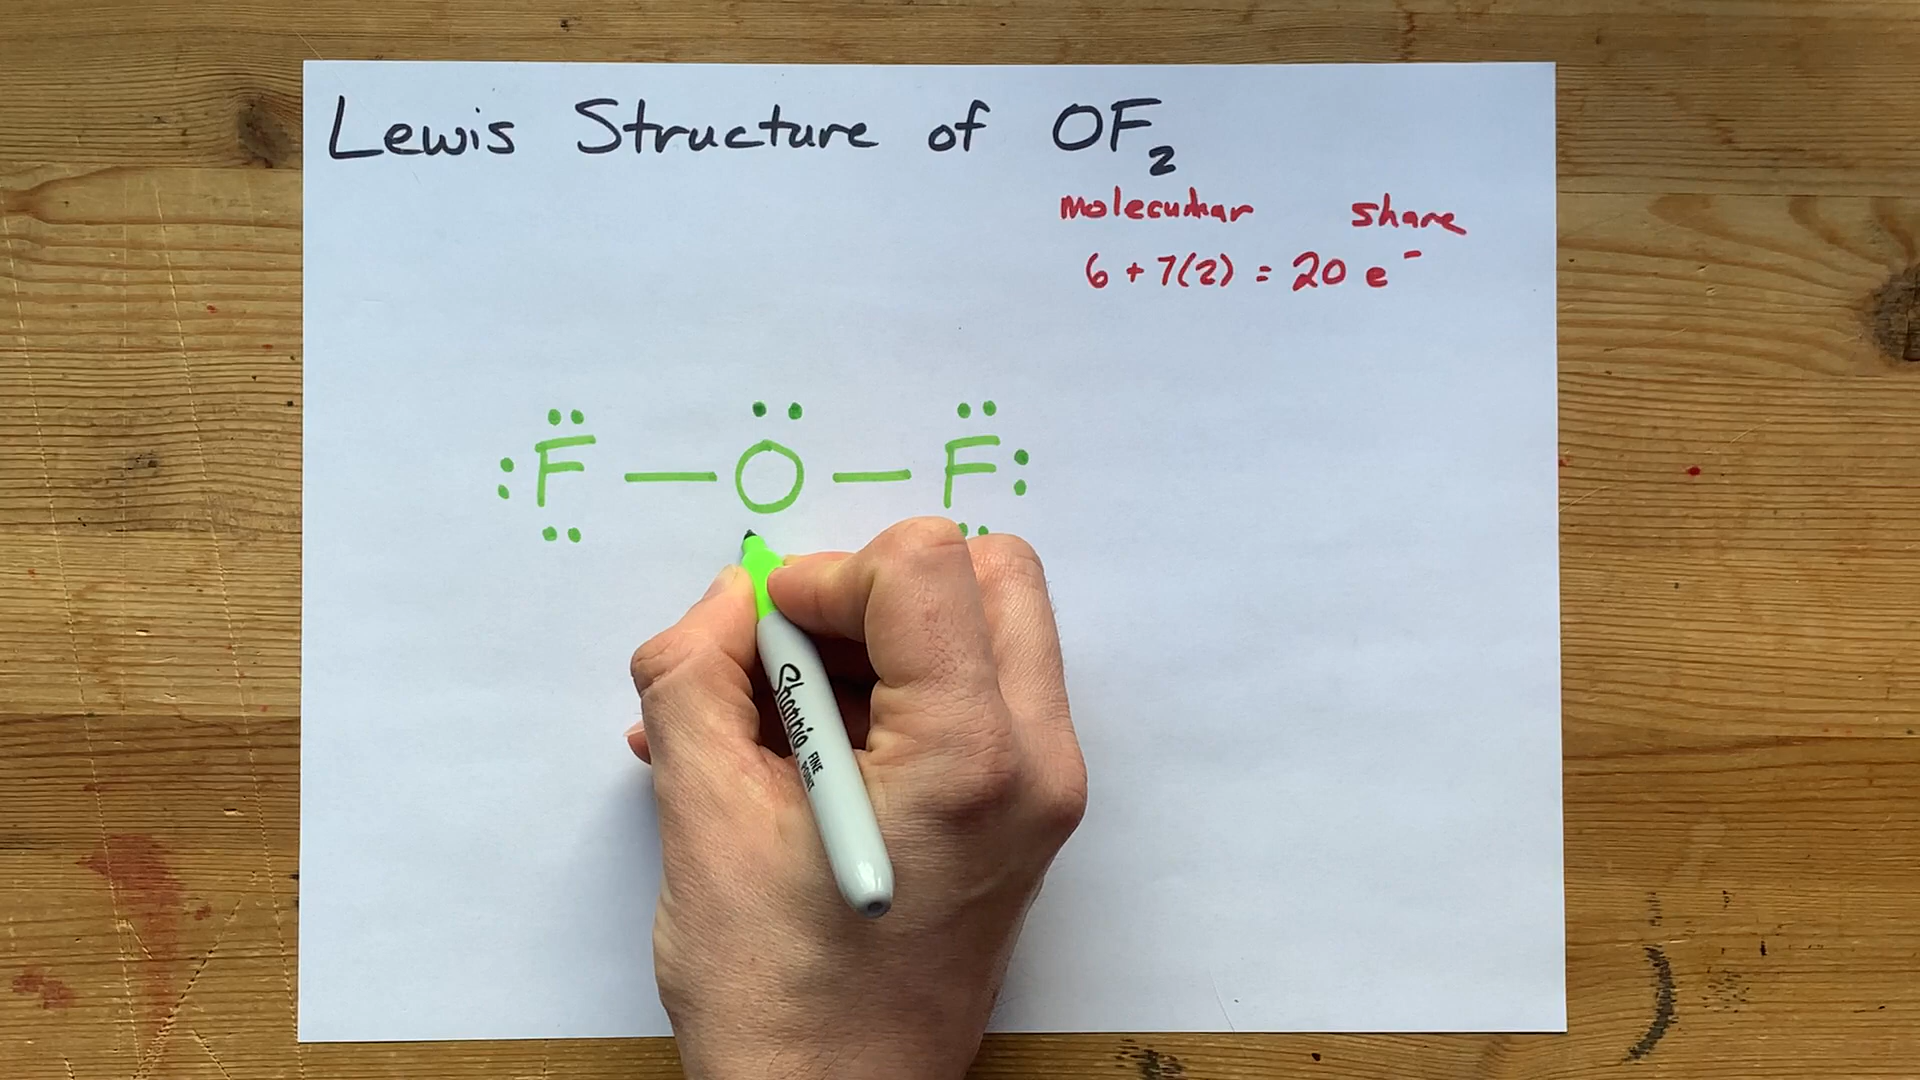 Lewis Structure of OF₂
molecular share
6 + 7(2) = 20 e⁻
F — O — F
Sharpie
FINE
POINT